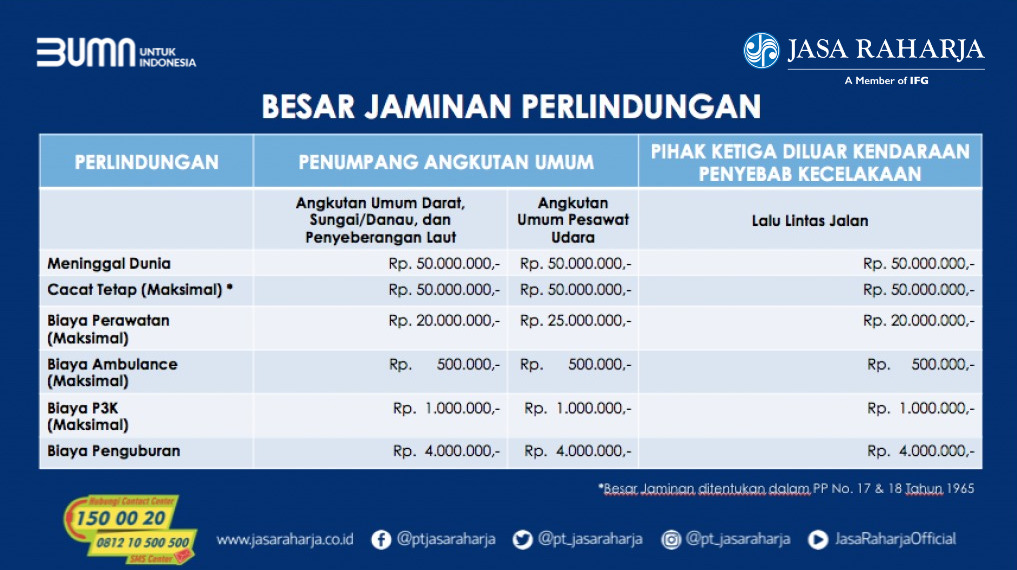 BUMN UNTUK
INDONESIA
JASA RAHARJA
A Member of IFG
BESAR JAMINAN PERLINDUNGAN
PERLINDUNGAN
PENUMPANG ANGKUTAN UMUM
PIHAK KETIGA DILUAR KENDARAAN
PENYEBAB KECELAKAAN
Angkutan Umum Darat,
Sungai/Danau, dan
Penyeberangan Laut
Angkutan
Umum Pesawat
Udara
Lalu Lintas Jalan
Meninggal Dunia Rp. 50.000.000,- Rp. 50.000.000,- Rp. 50.000.000,-
Cacat Tetap (Maksimal) * Rp. 50.000.000,- Rp. 50.000.000,- Rp. 50.000.000,-
Biaya Perawatan
(Maksimal)
Rp. 20.000.000,- Rp. 25.000.000,- Rp. 20.000.000,-
Biaya Ambulance
(Maksimal)
Rp. 500.000,- Rp. 500.000,- Rp. 500.000,-
Biaya P3K
(Maksimal)
Rp. 1.000.000,- Rp. 1.000.000,- Rp. 1.000.000,-
Biaya Penguburan Rp. 4.000.000,- Rp. 4.000.000,- Rp. 4.000.000,-
*Besar Jaminan ditentukan dalam PP No. 17 & 18 Tahun 1965
Hubungi Contact Center
150 00 20
0812 10 500 500
SMS Center
www.jasaraharja.co.id @ptjasaraharja @pt_jasaraharja @pt_jasaraharja JasaRaharjaOfficial